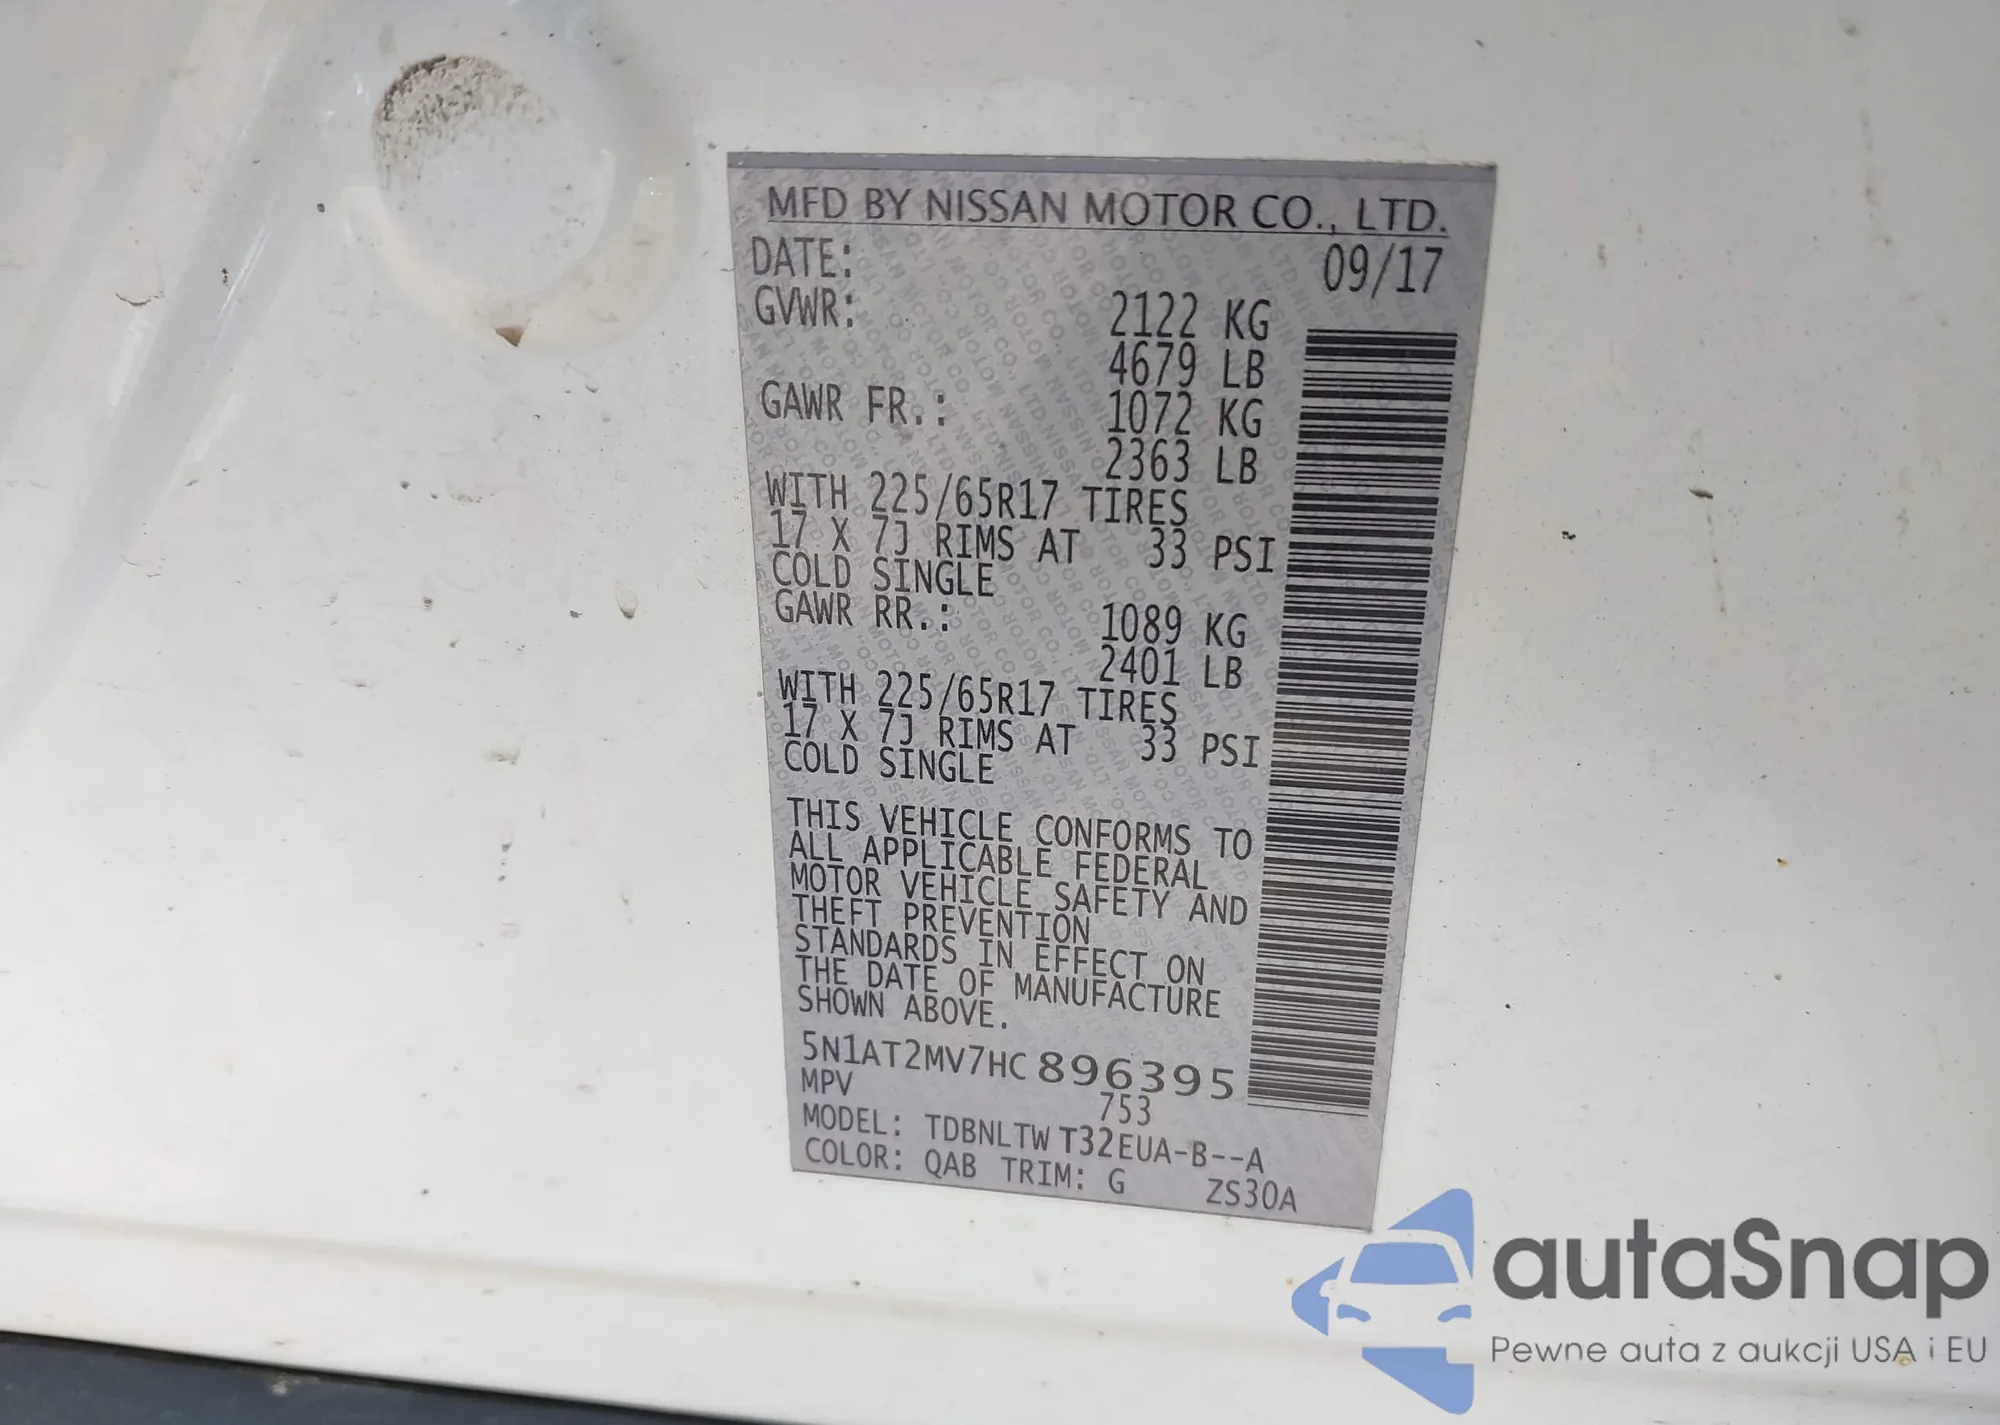 MFD BY NISSAN MOTOR CO., LTD.
DATE: 09/17
GVWR: 2122 KG
4679 LB
GAWR FR.: 1072 KG
2363 LB
WITH 225/65R17 TIRES
17 X 7J RIMS AT 33 PSI
COLD SINGLE
GAWR RR.: 1089 KG
2401 LB
WITH 225/65R17 TIRES
17 X 7J RIMS AT 33 PSI
COLD SINGLE
THIS VEHICLE CONFORMS TO
ALL APPLICABLE FEDERAL
MOTOR VEHICLE SAFETY AND
THEFT PREVENTION
STANDARDS IN EFFECT ON
THE DATE OF MANUFACTURE
SHOWN ABOVE.
5N1AT2MV7HC896395
MPV 753
MODEL: TDBNLTWT32EUA-B--A
COLOR: QAB TRIM: G ZS30A
autaSnap
Pewne auta z aukcji USA i EU